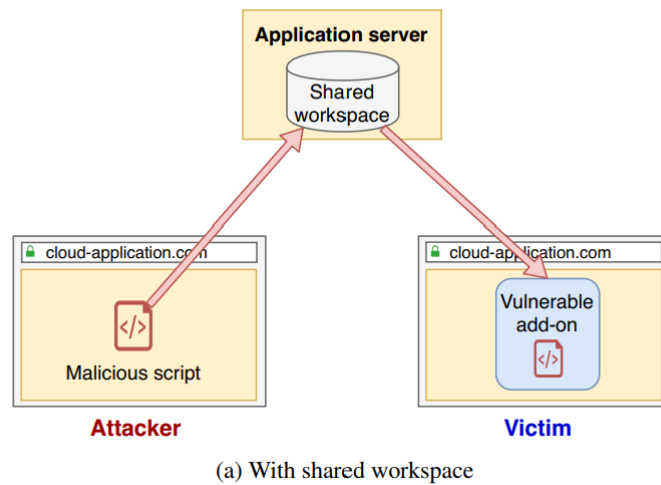 Application server
Shared
workspace
cloud-application.com
</>
Malicious script
Attacker
cloud-application.com
Vulnerable
add-on
</>
Victim
(a) With shared workspace